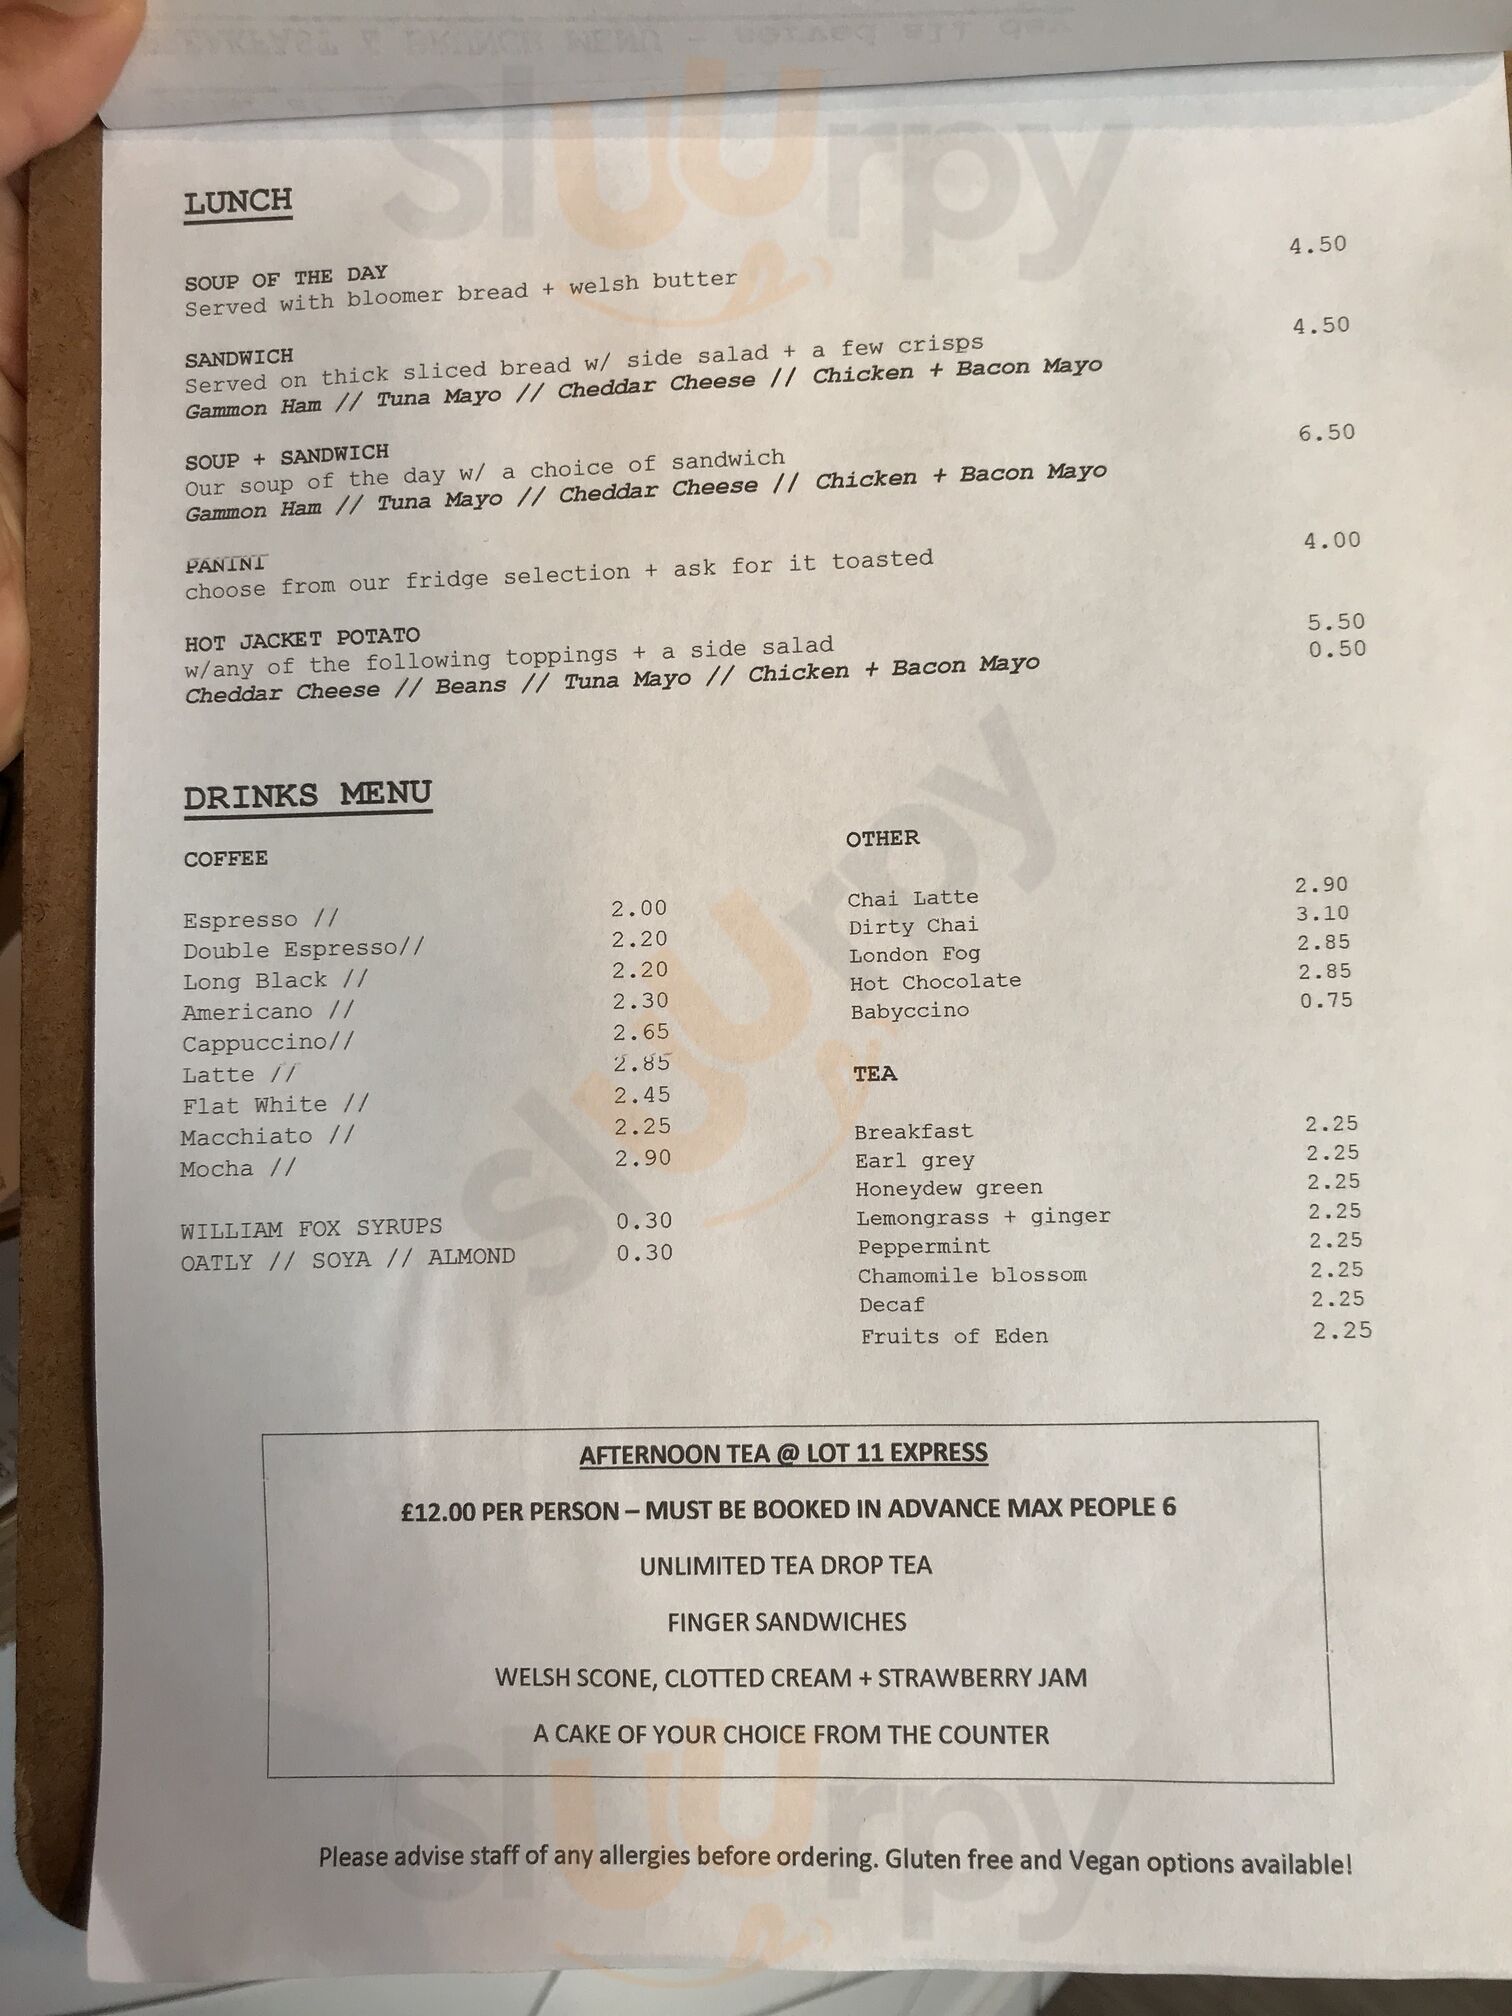 LUNCH
SOUP OF THE DAY 4.50
Served with bloomer bread + welsh butter
SANDWICH 4.50
Served on thick sliced bread w/ side salad + a few crisps
Gammon Ham // Tuna Mayo // Cheddar Cheese // Chicken + Bacon Mayo
SOUP + SANDWICH 6.50
Our soup of the day w/ a choice of sandwich
Gammon Ham // Tuna Mayo // Cheddar Cheese // Chicken + Bacon Mayo
PANINI 4.00
choose from our fridge selection + ask for it toasted
HOT JACKET POTATO 5.50
w/any of the following toppings + a side salad 0.50
Cheddar Cheese // Beans // Tuna Mayo // Chicken + Bacon Mayo
DRINKS MENU
COFFEE
Espresso // 2.00
Double Espresso// 2.20
Long Black // 2.20
Americano // 2.30
Cappuccino// 2.65
Latte // 2.85
Flat White // 2.45
Macchiato // 2.25
Mocha // 2.90
WILLIAM FOX SYRUPS 0.30
OATLY // SOYA // ALMOND 0.30
OTHER
Chai Latte 2.90
Dirty Chai 3.10
London Fog 2.85
Hot Chocolate 2.85
Babyccino 0.75
TEA
Breakfast 2.25
Earl grey 2.25
Honeydew green 2.25
Lemongrass + ginger 2.25
Peppermint 2.25
Chamomile blossom 2.25
Decaf 2.25
Fruits of Eden 2.25
AFTERNOON TEA @ LOT 11 EXPRESS
£12.00 PER PERSON – MUST BE BOOKED IN ADVANCE MAX PEOPLE 6
UNLIMITED TEA DROP TEA
FINGER SANDWICHES
WELSH SCONE, CLOTTED CREAM + STRAWBERRY JAM
A CAKE OF YOUR CHOICE FROM THE COUNTER
Please advise staff of any allergies before ordering. Gluten free and Vegan options available!
sluurpy
sluurpy
sluurpy